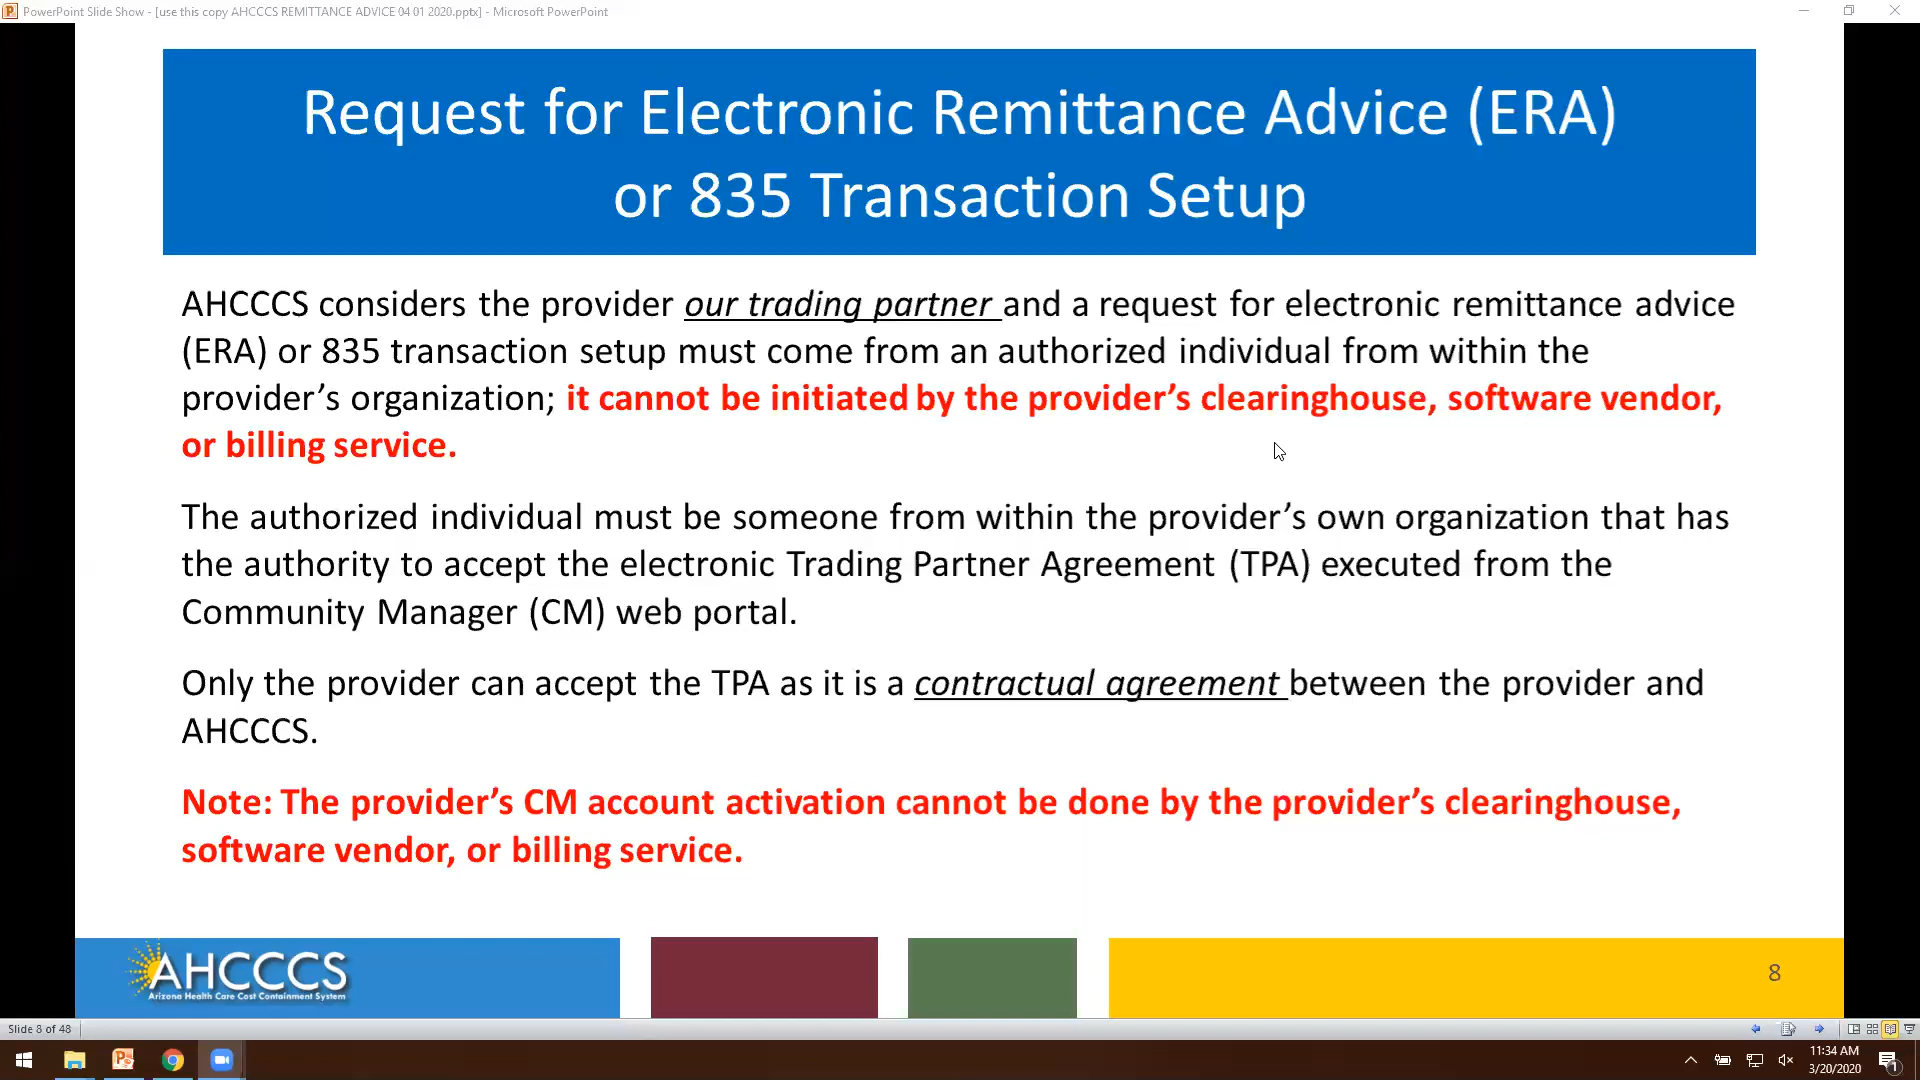 PowerPoint Slide Show - [use this copy AHCCCS REMITTANCE ADVICE 04 01 2020.pptx] - Microsoft PowerPoint
Request for Electronic Remittance Advice (ERA)
or 835 Transaction Setup
AHCCCS considers the provider our trading partner and a request for electronic remittance advice
(ERA) or 835 transaction setup must come from an authorized individual from within the
provider’s organization; it cannot be initiated by the provider’s clearinghouse, software vendor,
or billing service.
The authorized individual must be someone from within the provider’s own organization that has
the authority to accept the electronic Trading Partner Agreement (TPA) executed from the
Community Manager (CM) web portal.
Only the provider can accept the TPA as it is a contractual agreement between the provider and
AHCCCS.
Note: The provider’s CM account activation cannot be done by the provider’s clearinghouse,
software vendor, or billing service.
AHCCCS
Arizona Health Care Cost Containment System
8
Slide 8 of 48
11:34 AM
3/20/2020
1